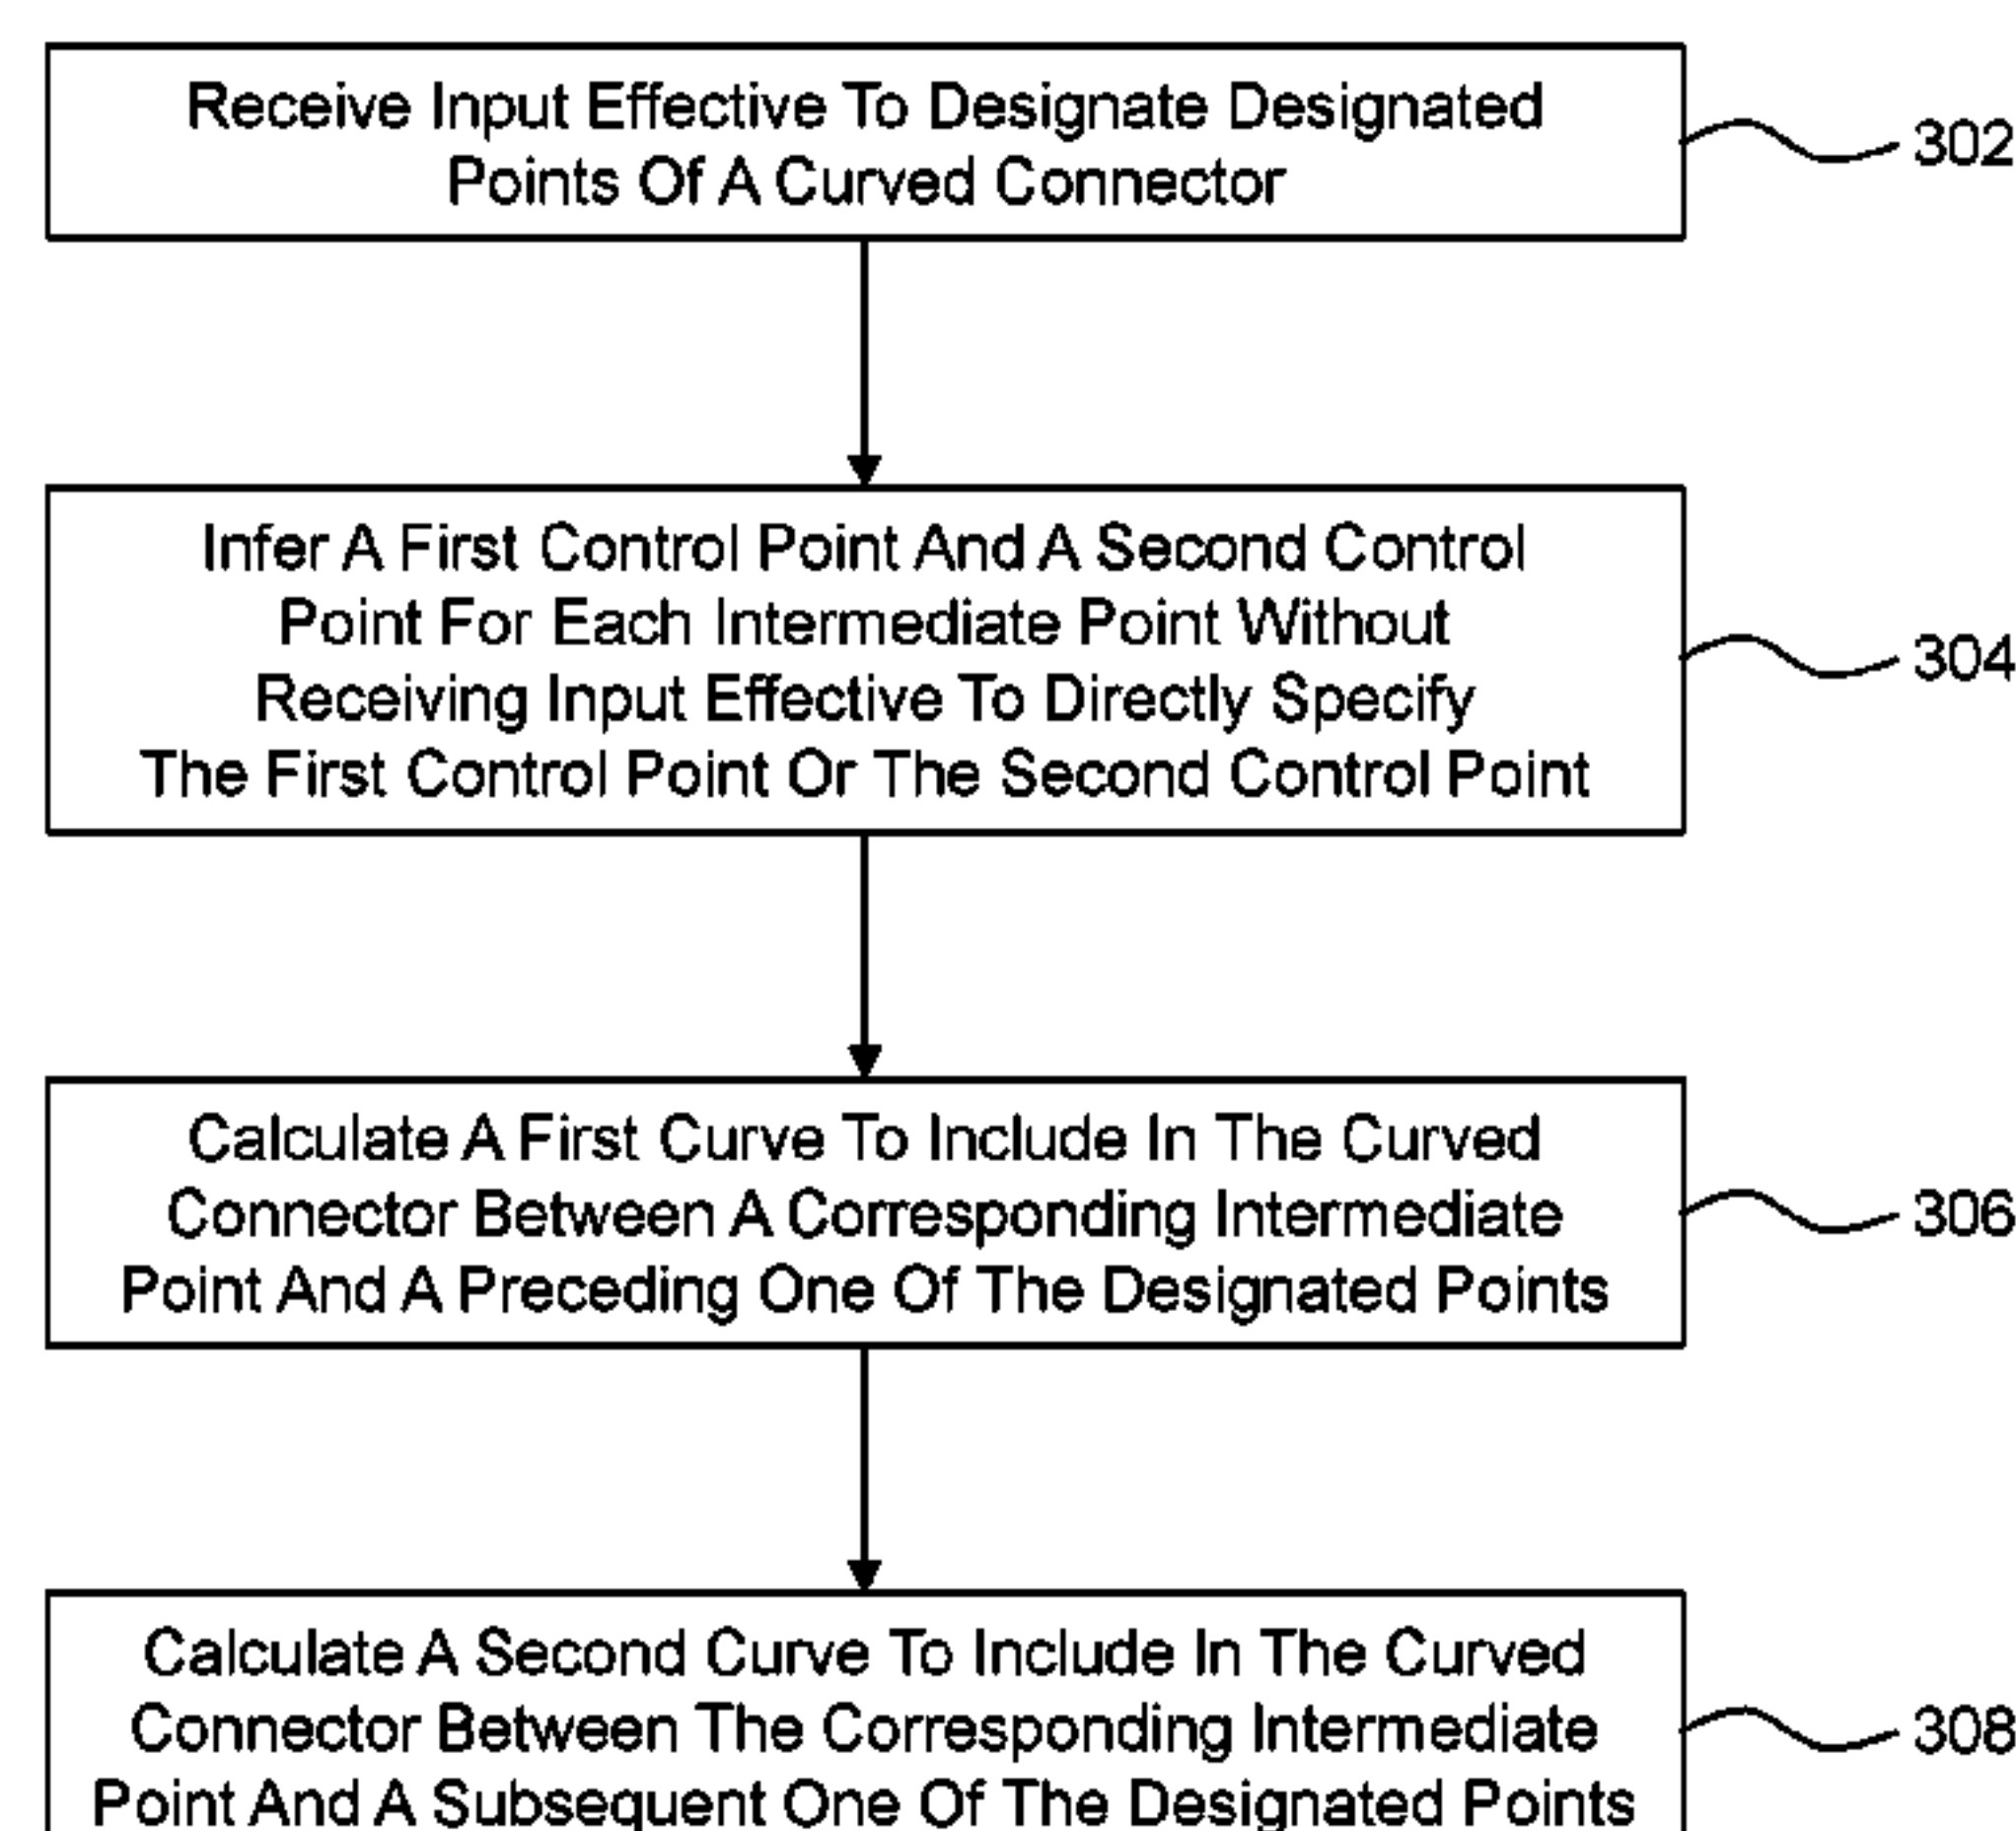 Receive Input Effective To Designate Designated
Points Of A Curved Connector
302
Infer A First Control Point And A Second Control
Point For Each Intermediate Point Without
Receiving Input Effective To Directly Specify
The First Control Point Or The Second Control Point
304
Calculate A First Curve To Include In The Curved
Connector Between A Corresponding Intermediate
Point And A Preceding One Of The Designated Points
306
Calculate A Second Curve To Include In The Curved
Connector Between The Corresponding Intermediate
Point And A Subsequent One Of The Designated Points
308